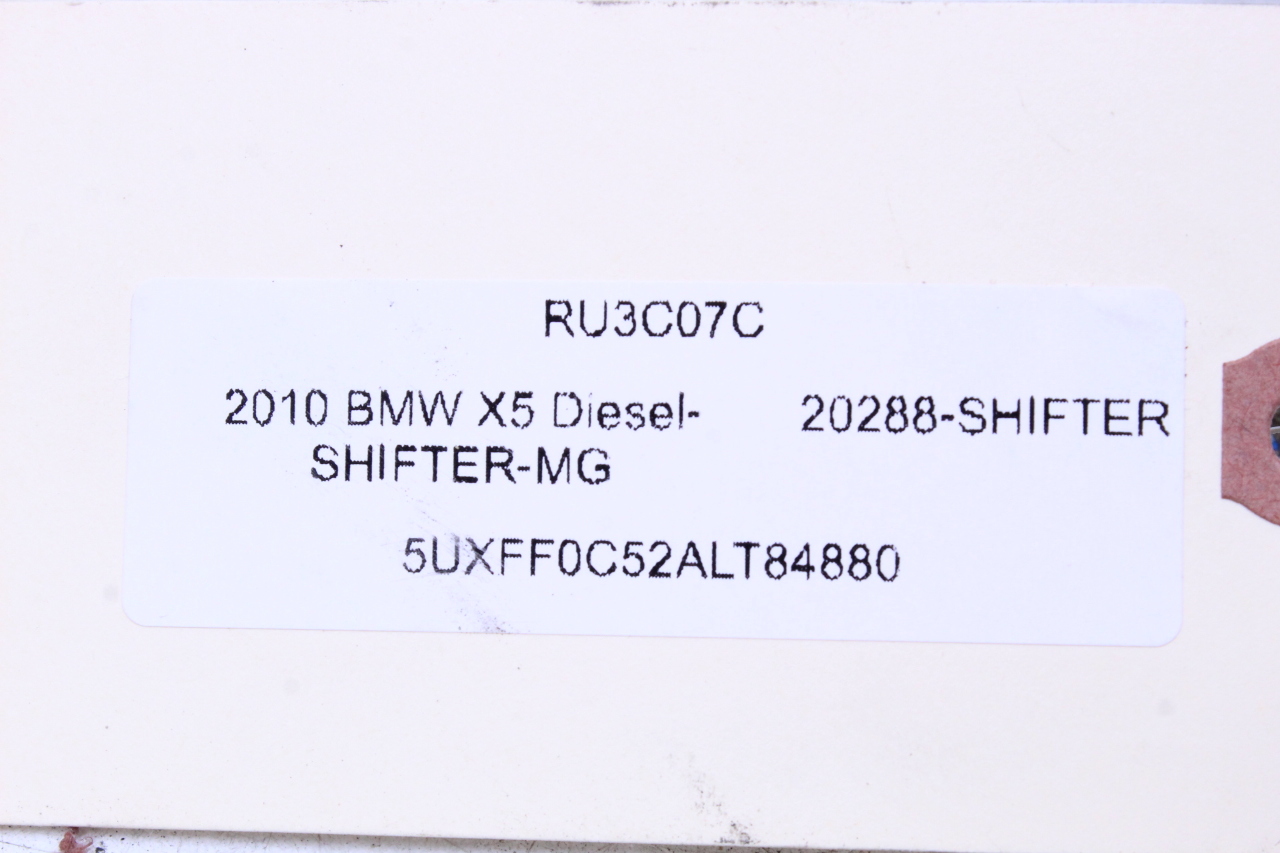 RU3C07C
2010 BMW X5 Diesel- 20288-SHIFTER
SHIFTER-MG
5UXFF0C52ALT84880